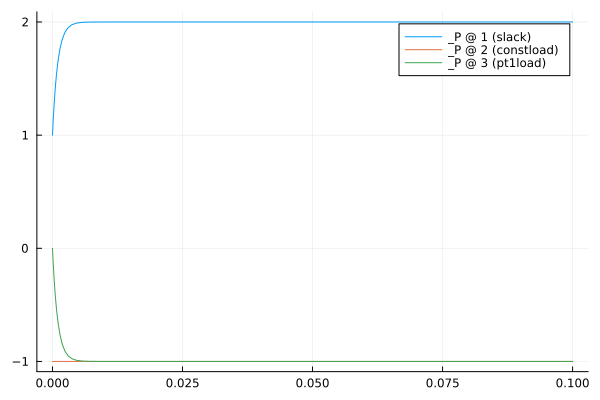 2
_P @ 1 (slack)
_P @ 2 (constload)
_P @ 3 (pt1load)
1
0
−1
0.000 0.025 0.050 0.075 0.100